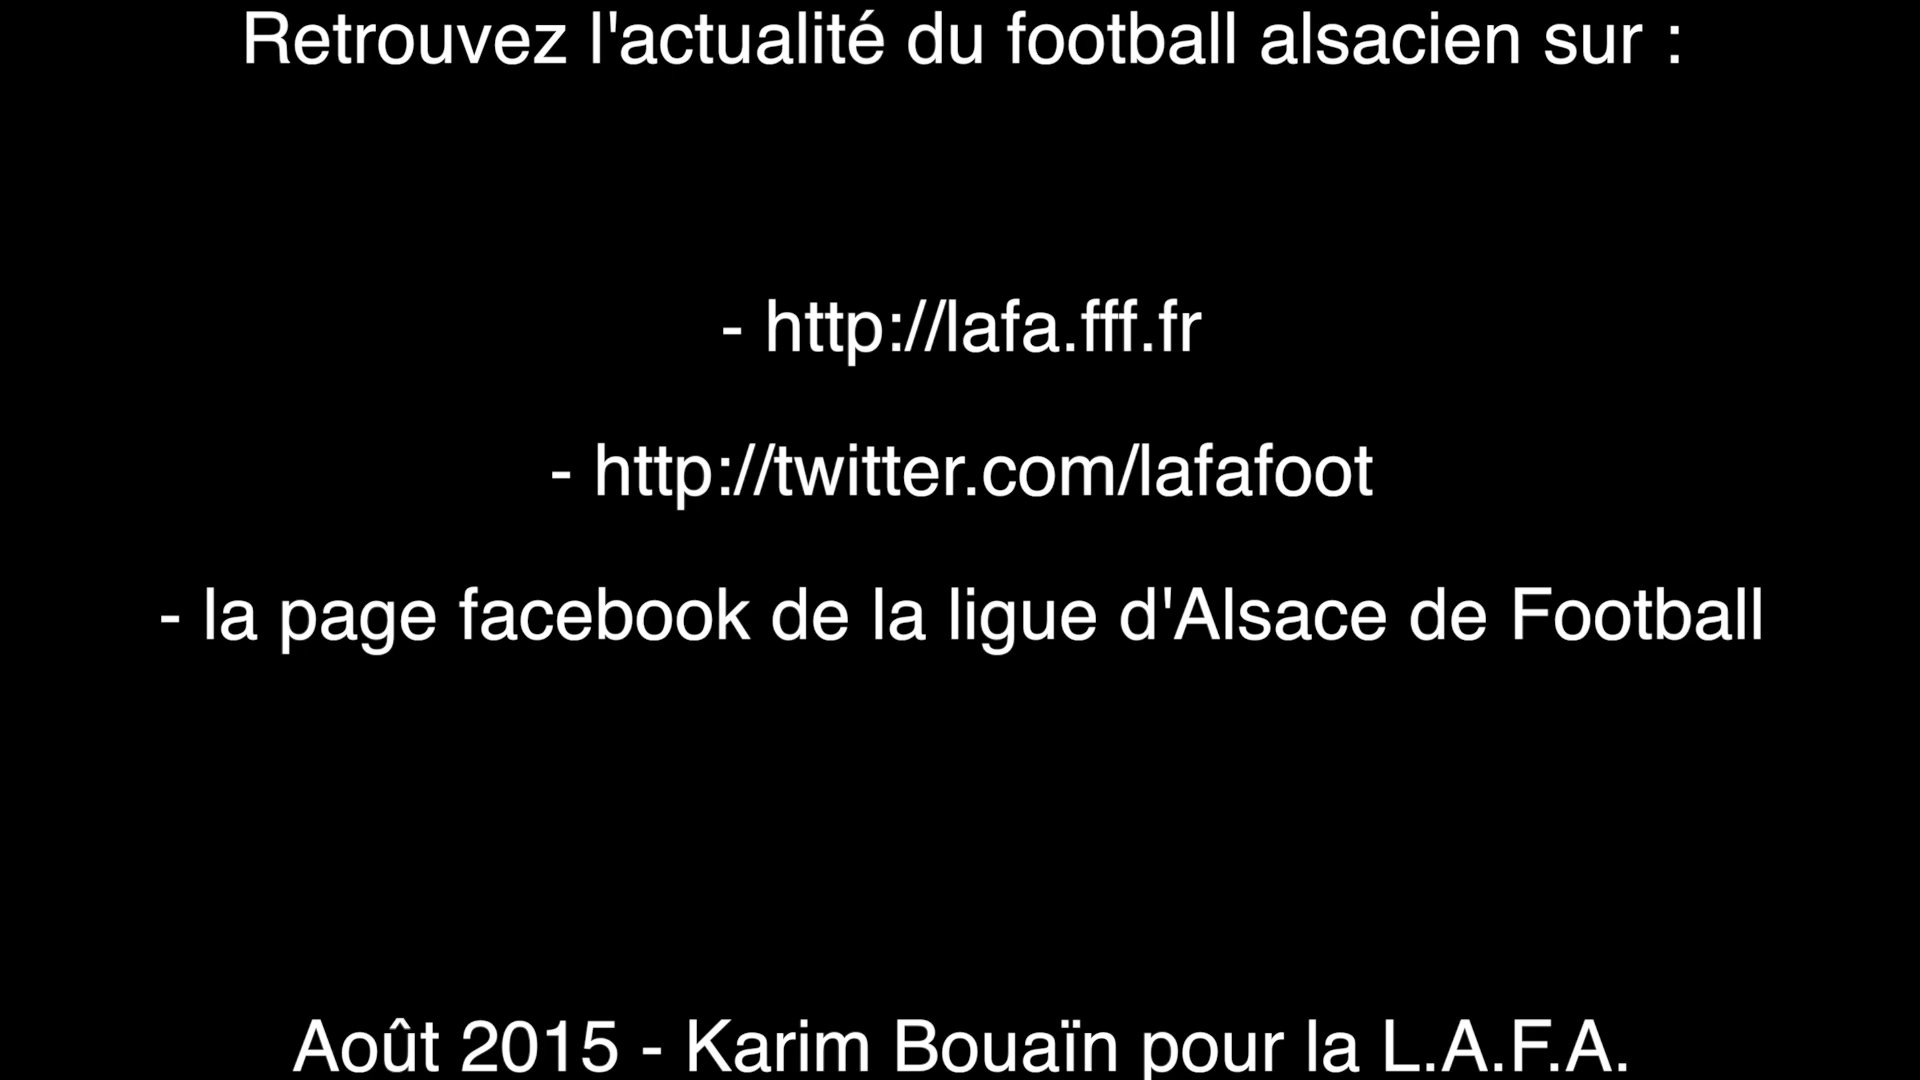 Retrouvez l'actualité du football alsacien sur :
- http://lafa.fff.fr
- http://twitter.com/lafafoot
- la page facebook de la ligue d'Alsace de Football
Août 2015 - Karim Bouaïn pour la L.A.F.A.